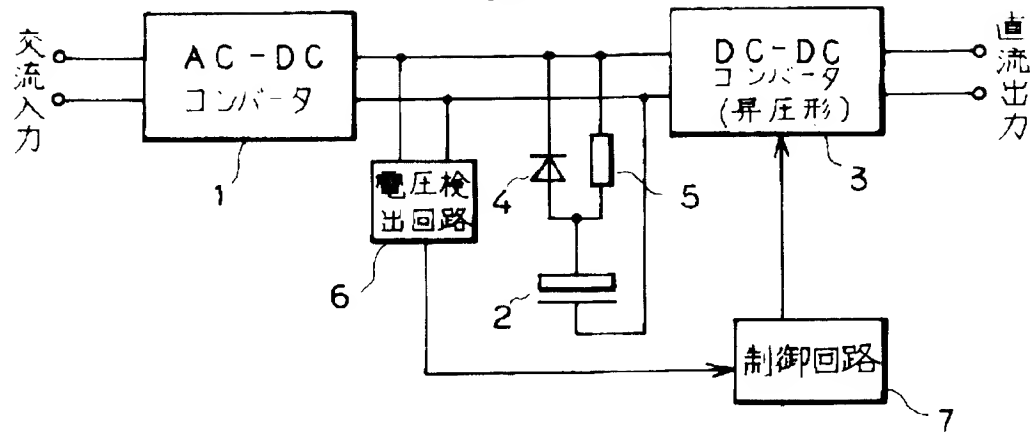 交流入力
AC-DC
コンバータ
1
電圧検
出回路
6
4
5
2
DC-DC
コンバータ
(昇圧形)
3
直流出力
制御回路
7